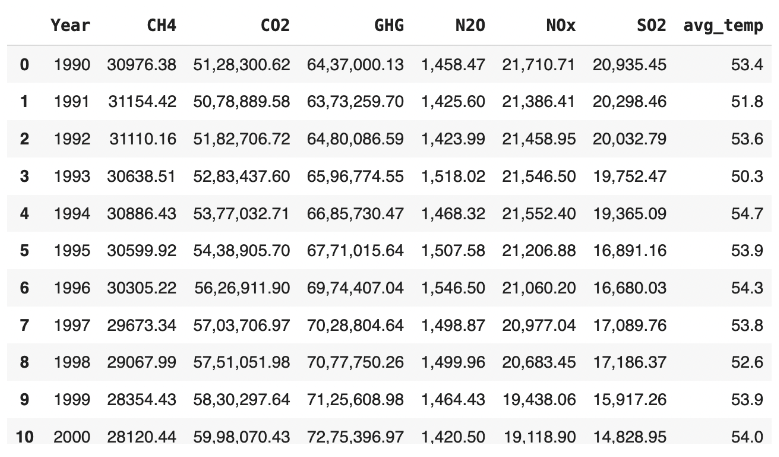 Year CH4 CO2 GHG N2O NOx SO2 avg_temp
0 1990 30976.38 51,28,300.62 64,37,000.13 1,458.47 21,710.71 20,935.45 53.4
1 1991 31154.42 50,78,889.58 63,73,259.70 1,425.60 21,386.41 20,298.46 51.8
2 1992 31110.16 51,82,706.72 64,80,086.59 1,423.99 21,458.95 20,032.79 53.6
3 1993 30638.51 52,83,437.60 65,96,774.55 1,518.02 21,546.50 19,752.47 50.3
4 1994 30886.43 53,77,032.71 66,85,730.47 1,468.32 21,552.40 19,365.09 54.7
5 1995 30599.92 54,38,905.70 67,71,015.64 1,507.58 21,206.88 16,891.16 53.9
6 1996 30305.22 56,26,911.90 69,74,407.04 1,546.50 21,060.20 16,680.03 54.3
7 1997 29673.34 57,03,706.97 70,28,804.64 1,498.87 20,977.04 17,089.76 53.8
8 1998 29067.99 57,51,051.98 70,77,750.26 1,499.96 20,683.45 17,186.37 52.6
9 1999 28354.43 58,30,297.64 71,25,608.98 1,464.43 19,438.06 15,917.26 53.9
10 2000 28120.44 59,98,070.43 72,75,396.97 1,420.50 19,118.90 14,828.95 54.0